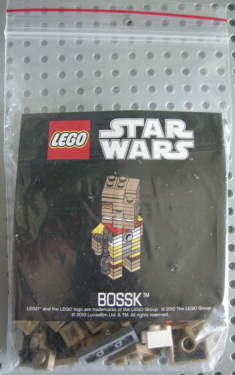 LEGO
STAR
WARS
BOSSK™
LEGO® and the LEGO logo are trademarks of the LEGO Group. © 2010 The LEGO Group.
© 2010 Lucasfilm Ltd. & TM. All rights reserved.